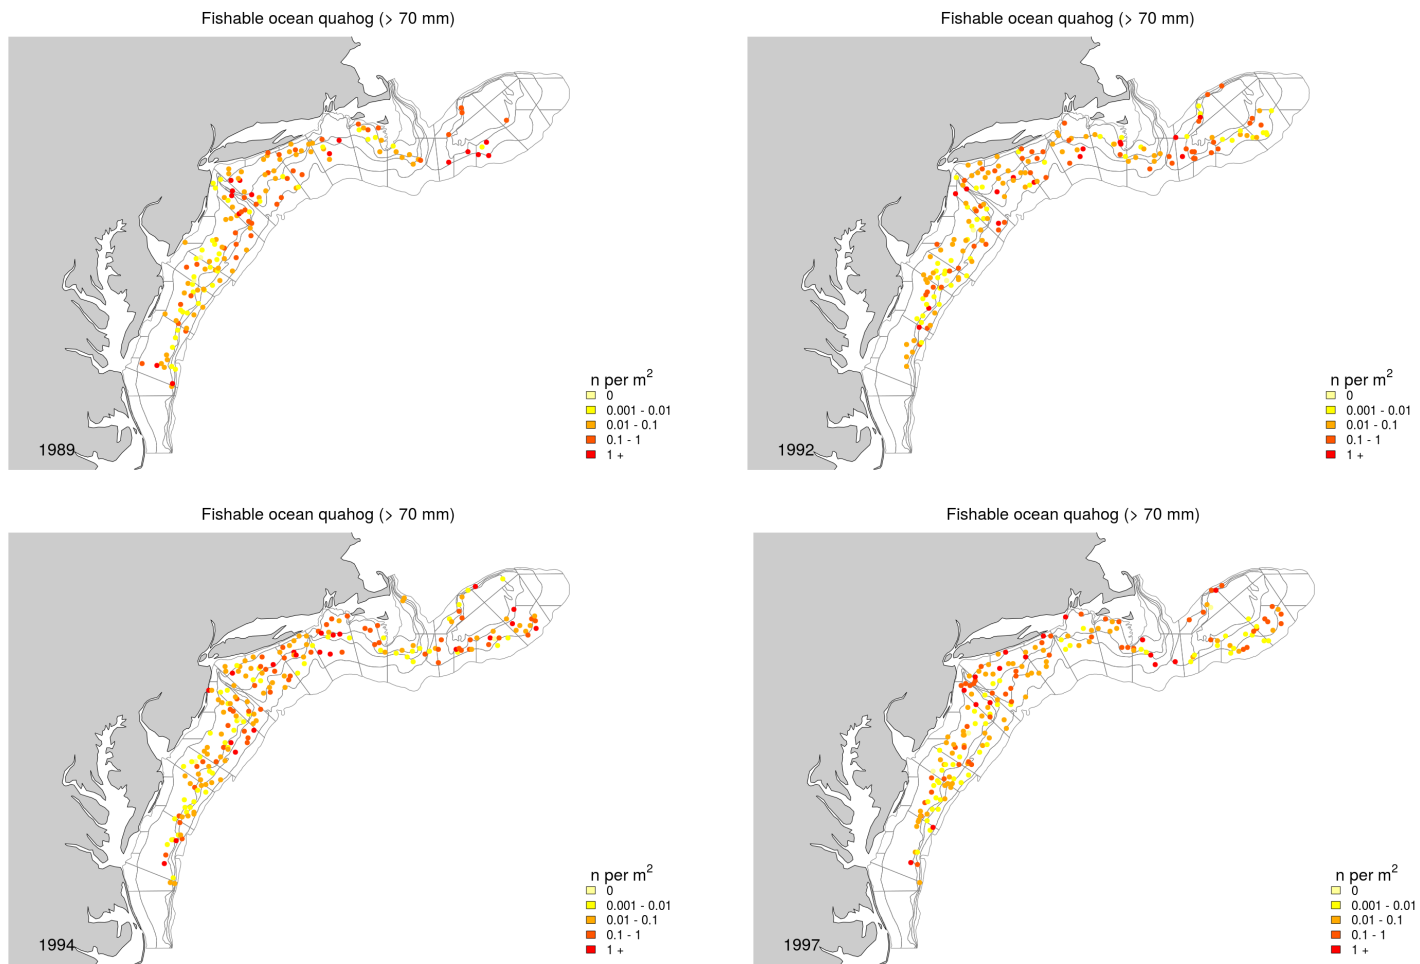 Fishable ocean quahog (> 70 mm)
n per m²
0
0.001 - 0.01
0.01 - 0.1
0.1 - 1
1 +
1989
Fishable ocean quahog (> 70 mm)
n per m²
0
0.001 - 0.01
0.01 - 0.1
0.1 - 1
1 +
1992
Fishable ocean quahog (> 70 mm)
n per m²
0
0.001 - 0.01
0.01 - 0.1
0.1 - 1
1 +
1994
Fishable ocean quahog (> 70 mm)
n per m²
0
0.001 - 0.01
0.01 - 0.1
0.1 - 1
1 +
1997